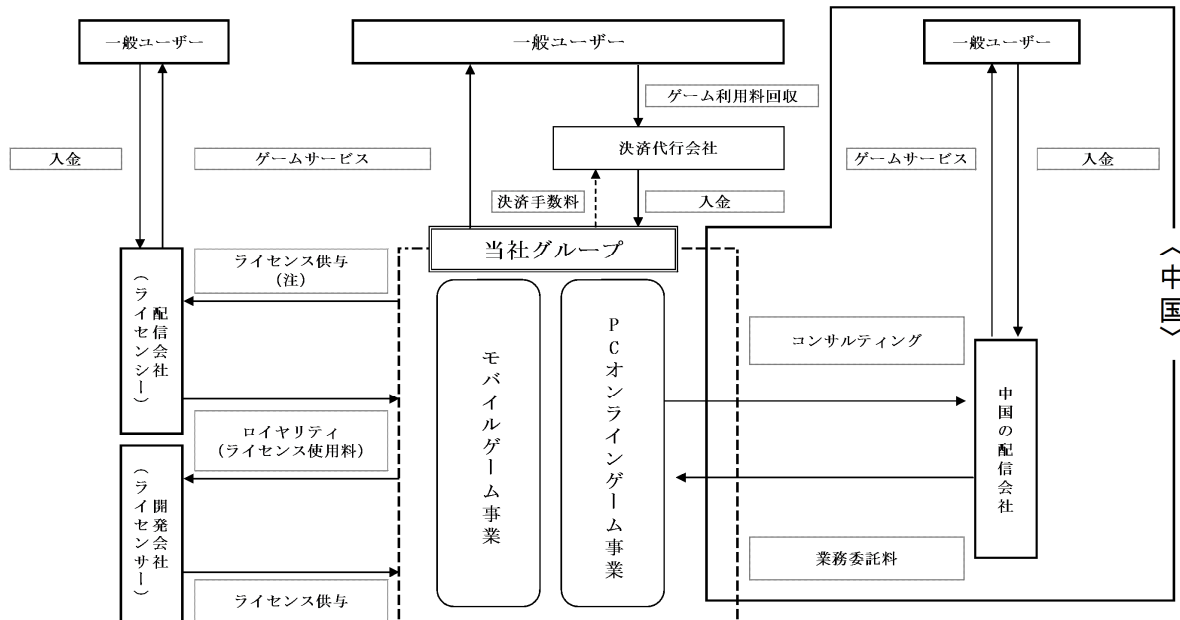 一般ユーザー
一般ユーザー
一般ユーザー
ゲーム利用料回収
決済代行会社
入金
ゲームサービス
ゲームサービス
入金
決済手数料
入金
当社グループ
〈中国〉
ライセンス供与
(注)
配信会社
(ライセンシー)
モバイルゲーム事業
PCオンラインゲーム事業
コンサルティング
中国の配信会社
ロイヤリティ
(ライセンス使用料)
開発会社
(ライセンサー)
業務委託料
ライセンス供与